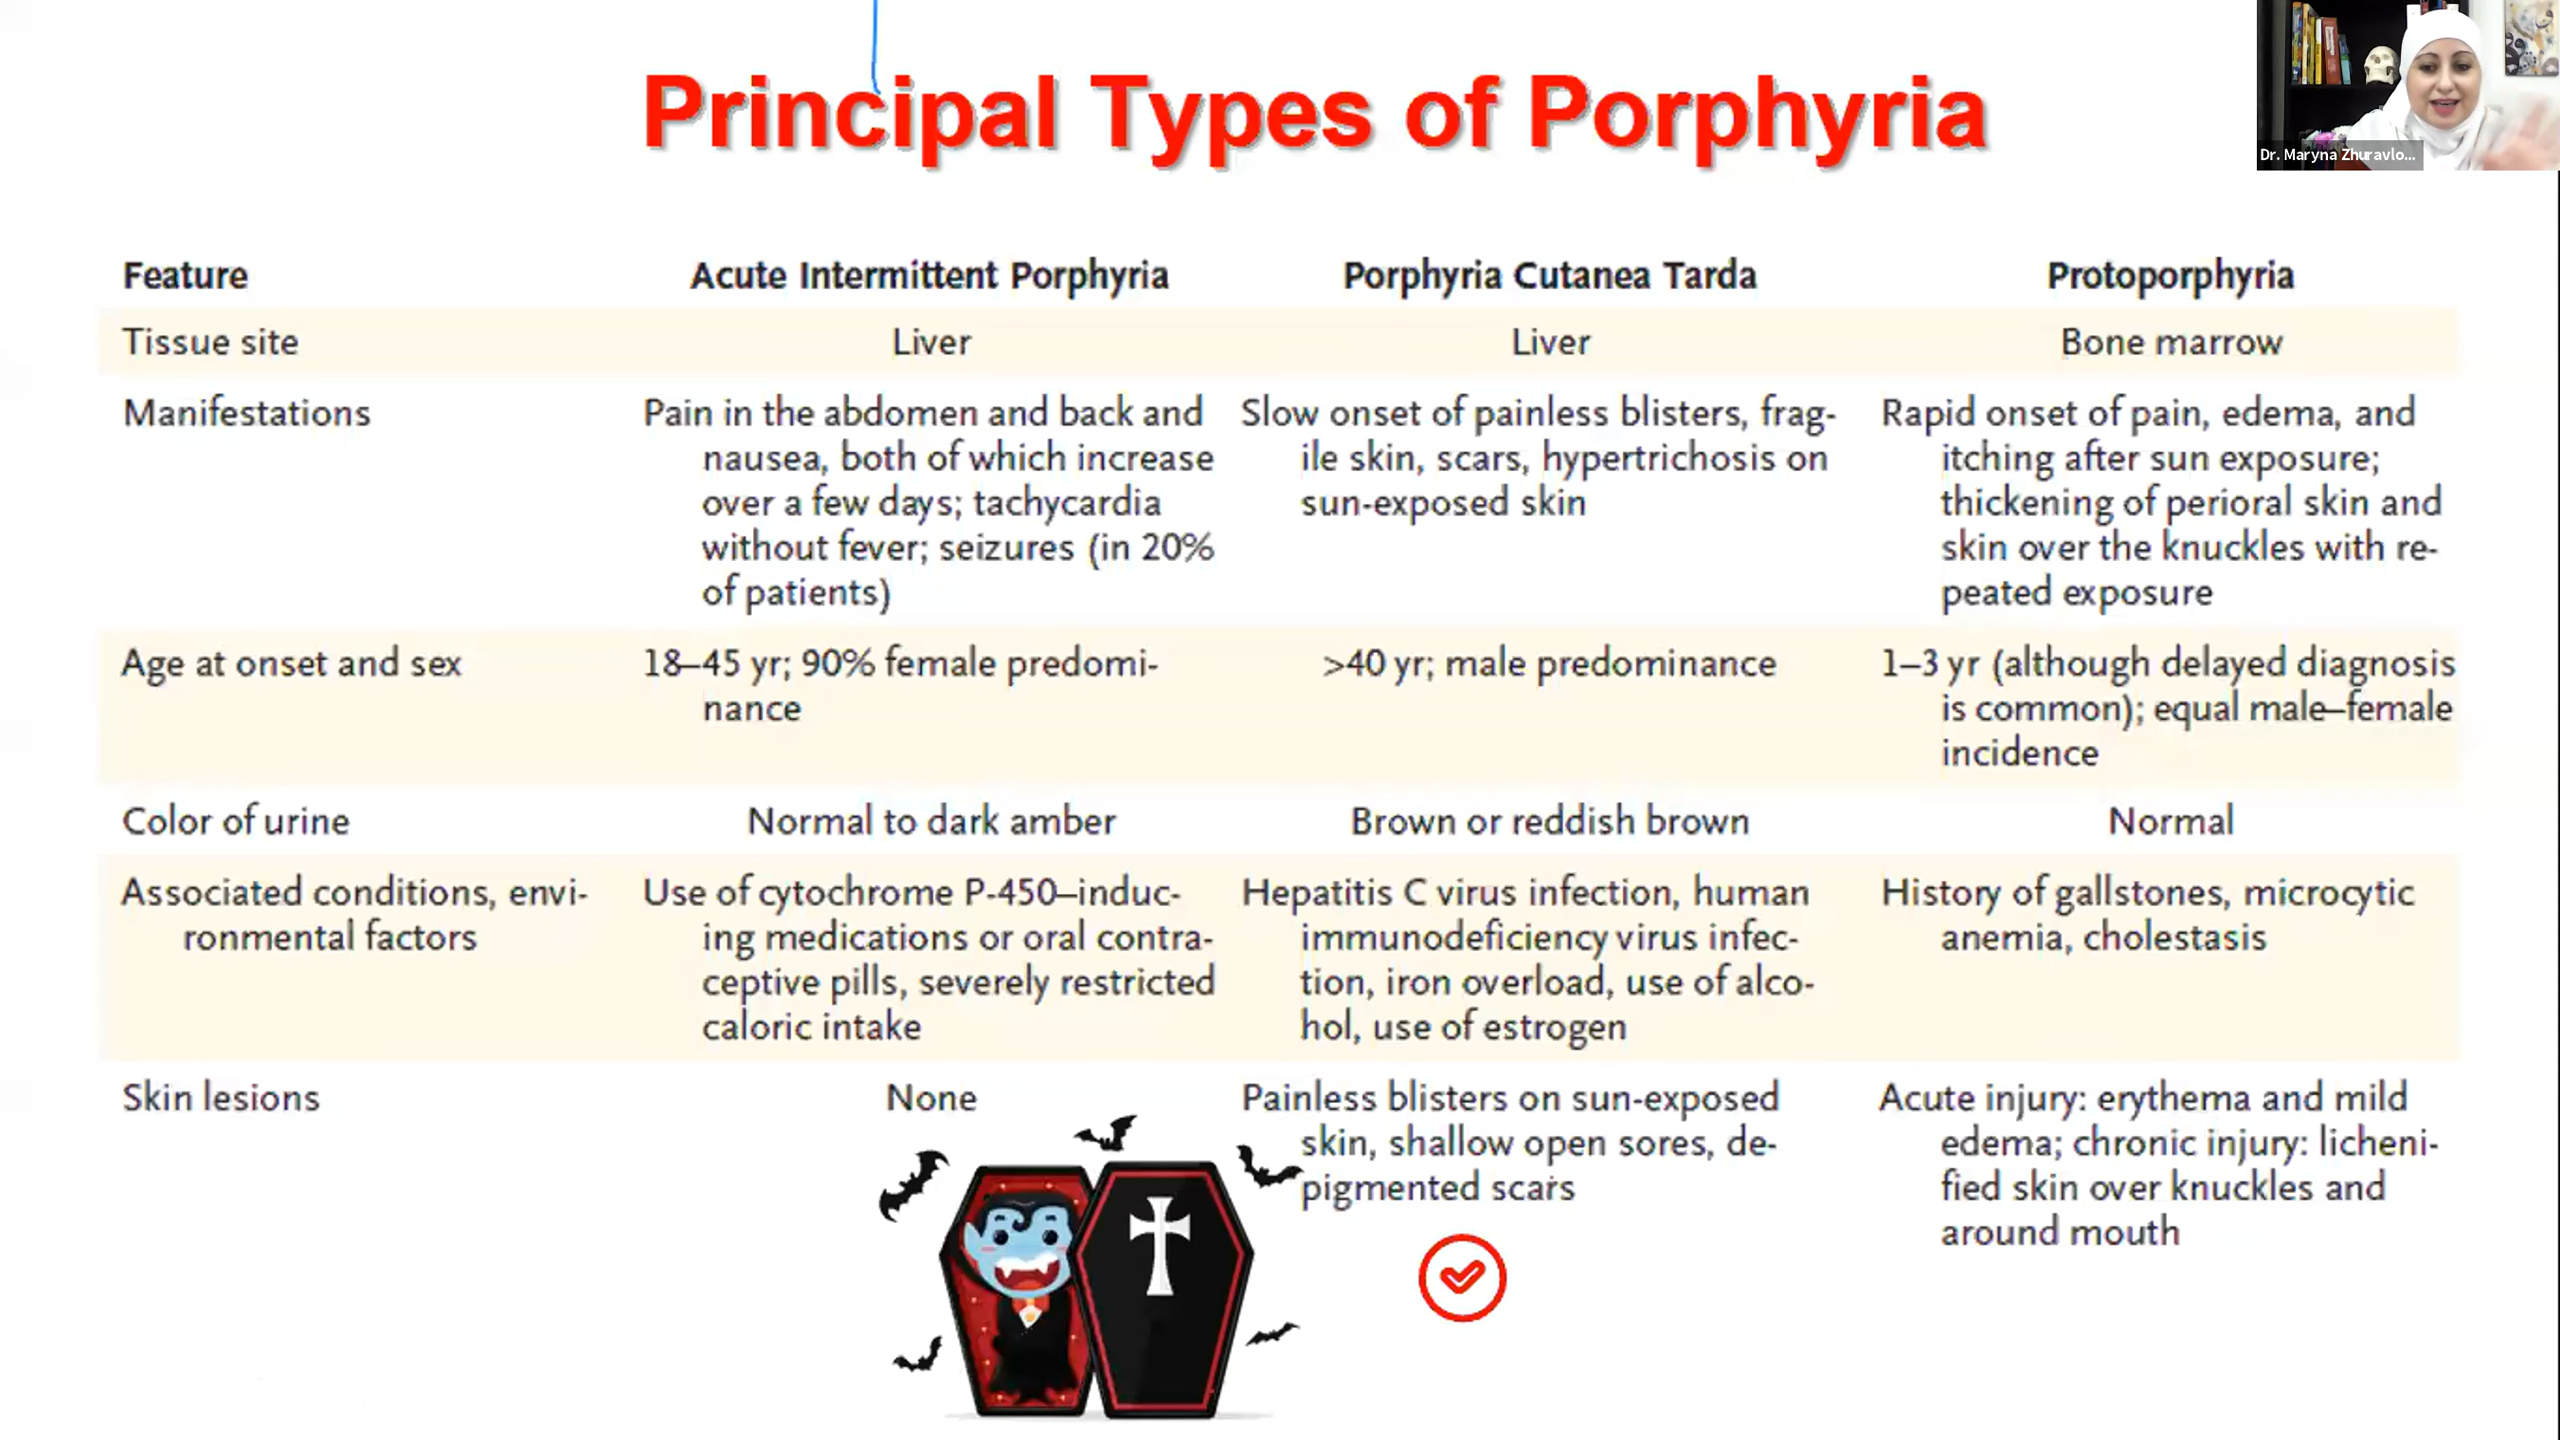 Principal Types of Porphyria
Dr. Maryna Zhuravlo...
Feature
Acute Intermittent Porphyria
Porphyria Cutanea Tarda
Protoporphyria
Tissue site
Liver
Liver
Bone marrow
Manifestations
Pain in the abdomen and back and
nausea, both of which increase
over a few days; tachycardia
without fever; seizures (in 20%
of patients)
Slow onset of painless blisters, frag-
ile skin, scars, hypertrichosis on
sun-exposed skin
Rapid onset of pain, edema, and
itching after sun exposure;
thickening of perioral skin and
skin over the knuckles with re-
peated exposure
Age at onset and sex
18–45 yr; 90% female predomi-
nance
>40 yr; male predominance
1–3 yr (although delayed diagnosis
is common); equal male–female
incidence
Color of urine
Normal to dark amber
Brown or reddish brown
Normal
Associated conditions, envi-
ronmental factors
Use of cytochrome P-450–induc-
ing medications or oral contra-
ceptive pills, severely restricted
caloric intake
Hepatitis C virus infection, human
immunodeficiency virus infec-
tion, iron overload, use of alco-
hol, use of estrogen
History of gallstones, microcytic
anemia, cholestasis
Skin lesions
None
Painless blisters on sun-exposed
skin, shallow open sores, de-
pigmented scars
Acute injury: erythema and mild
edema; chronic injury: licheni-
fied skin over knuckles and
around mouth